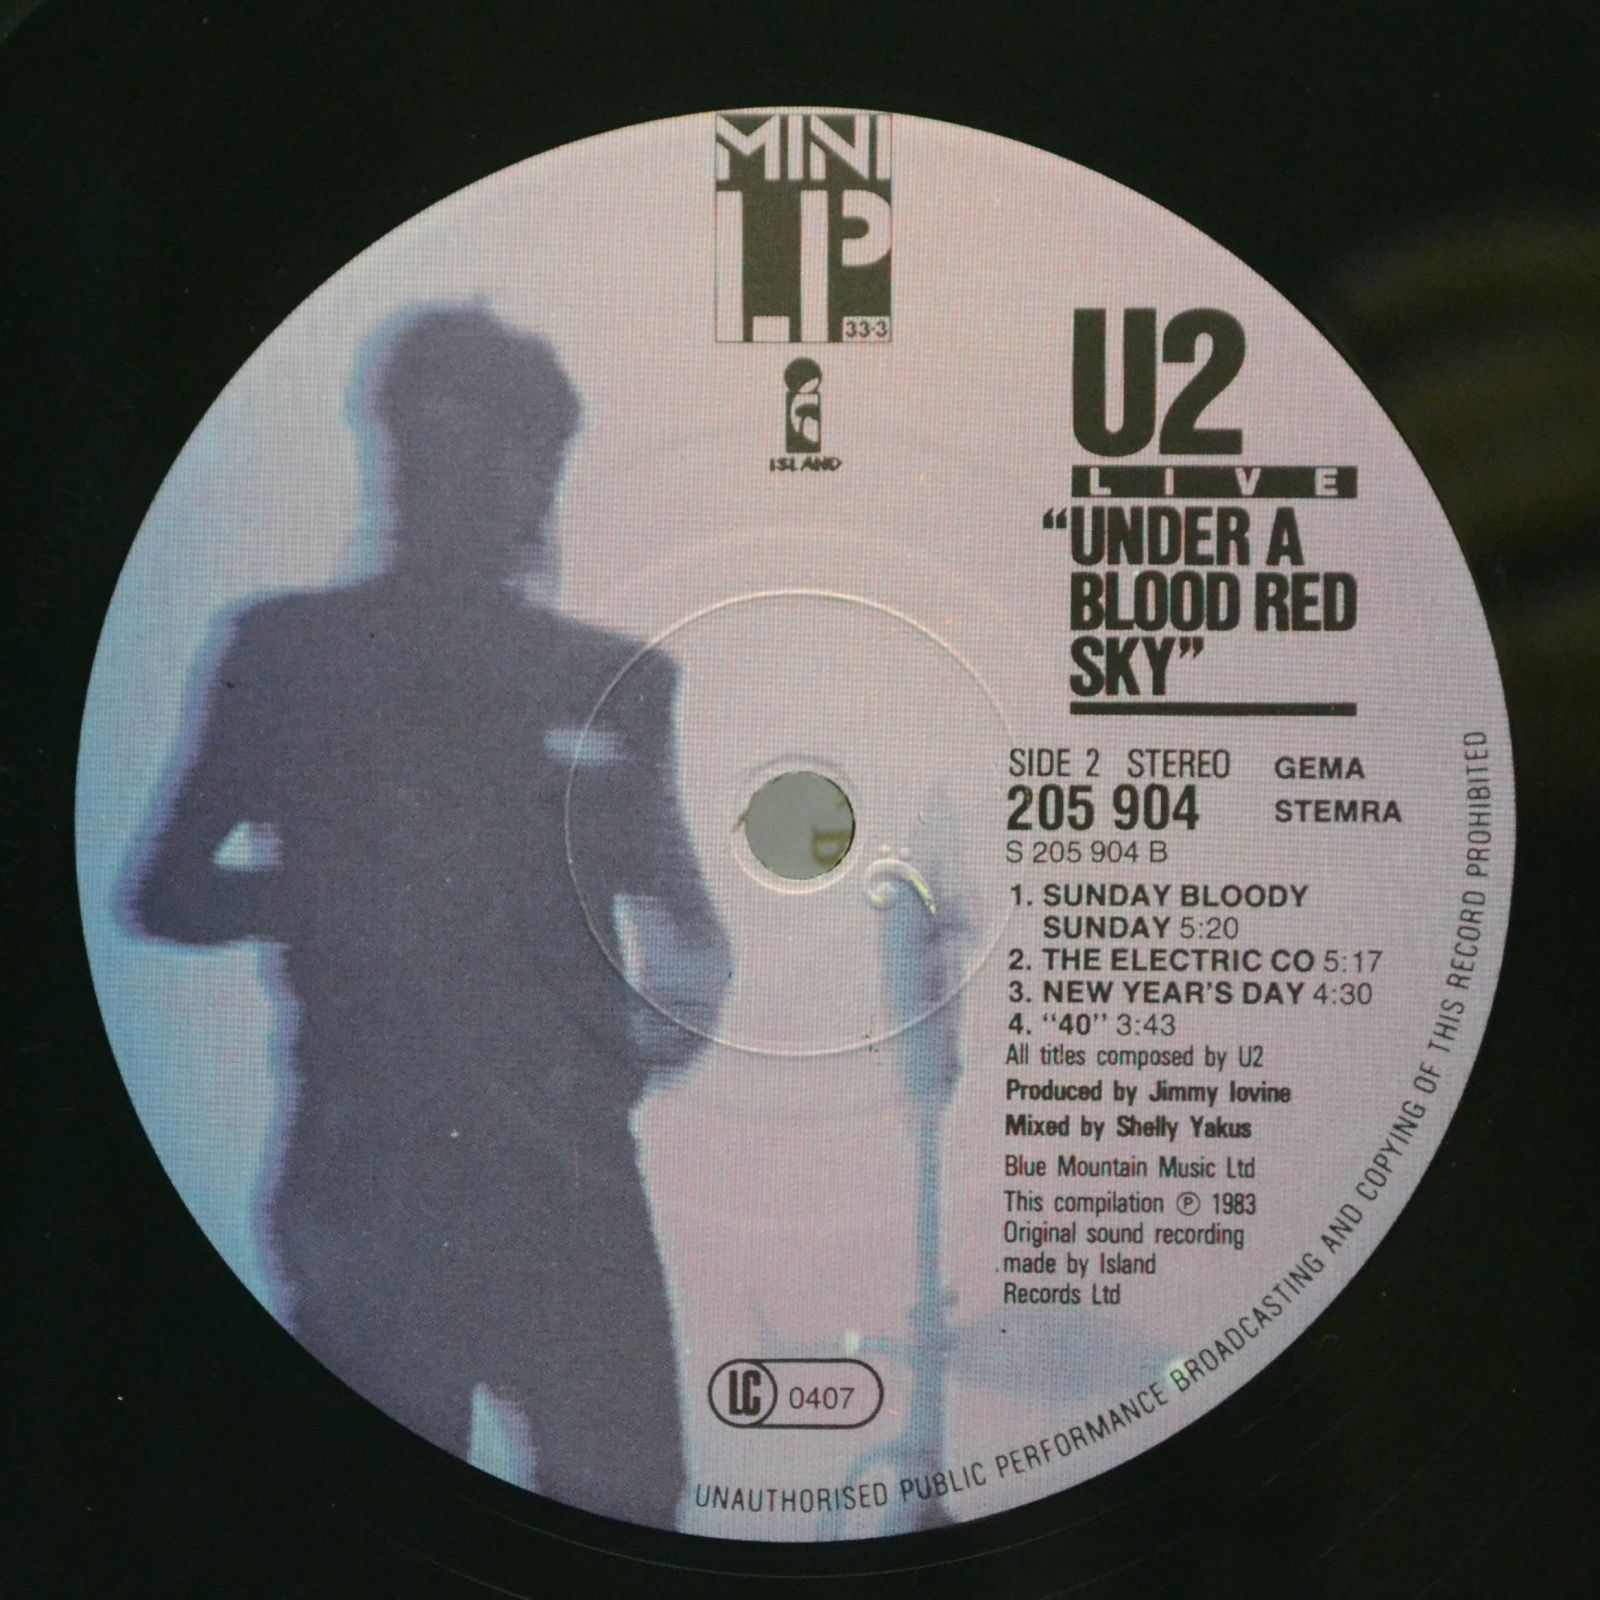 MINI
LP
33·3
ISLAND
U2
LIVE
“UNDER A
BLOOD RED
SKY”
SIDE 2 STEREO GEMA
205 904 STEMRA
S 205 904 B
1. SUNDAY BLOODY
SUNDAY 5:20
2. THE ELECTRIC CO 5:17
3. NEW YEAR'S DAY 4:30
4. “40” 3:43
All titles composed by U2
Produced by Jimmy Iovine
Mixed by Shelly Yakus
Blue Mountain Music Ltd
This compilation ℗ 1983
Original sound recording
made by Island
Records Ltd
LC 0407
UNAUTHORISED PUBLIC PERFORMANCE BROADCASTING AND COPYING OF THIS RECORD PROHIBITED